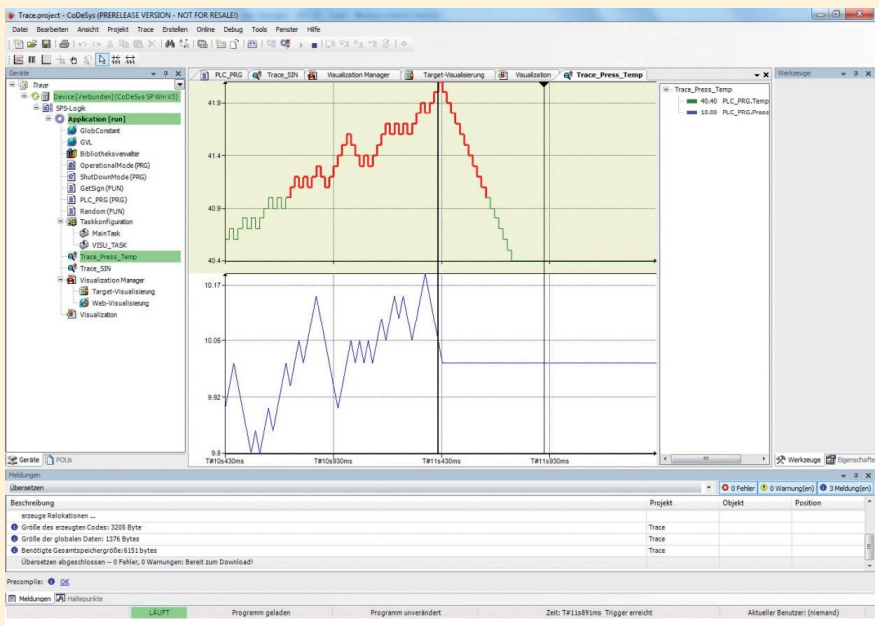 Trace.project - CoDeSys (PRERELEASE VERSION - NOT FOR RESALE!)
Datei Bearbeiten Ansicht Projekt Trace Erstellen Online Debug Tools Fenster Hilfe
Geräte
Trace
Device [Verbunden] (CoDeSys SP Win V3)
SPS-Logik
Application [run]
GlobConstant
GVL
Bibliotheksverwalter
OperationalMode (PRG)
ShutDownMode (PRG)
GetSign (FUN)
PLC_PRG (PRG)
Random (FUN)
Taskkonfiguration
MainTask
VISU_TASK
Trace_Press_Temp
Trace_SIN
Visualization Manager
Target-Visualisierung
Web-Visualisierung
Visualization
Geräte POUs
PLC_PRG Trace_SIN Visualization Manager Target-Visualisierung Visualization Trace_Press_Temp
41.9
41.4
40.9
40.4
10.17
10.05
9.92
9.8
T#10s430ms T#10s930ms T#11s430ms T#11s930ms
Trace_Press_Temp
40.40 PLC_PRG.Temp
10.00 PLC_PRG.Press
Werkzeuge
Werkzeuge Eigenschafte
Meldungen
Übersetzen
0 Fehler 0 Warnung(en) 3 Meldung(en)
Beschreibung Projekt Objekt Position
erzeuge Relokationen ...
Größe des erzeugten Codes: 3205 Byte Trace
Größe der globalen Daten: 1376 Bytes Trace
Benötigte Gesamtspeichergröße: 6151 bytes Trace
Übersetzen abgeschlossen -- 0 Fehler, 0 Warnungen: Bereit zum Download!
Precompile: OK
Meldungen Haltepunkte
LÄUFT Programm geladen Programm unverändert Zeit: T#11s891ms Trigger erreicht Aktueller Benutzer: (niemand)